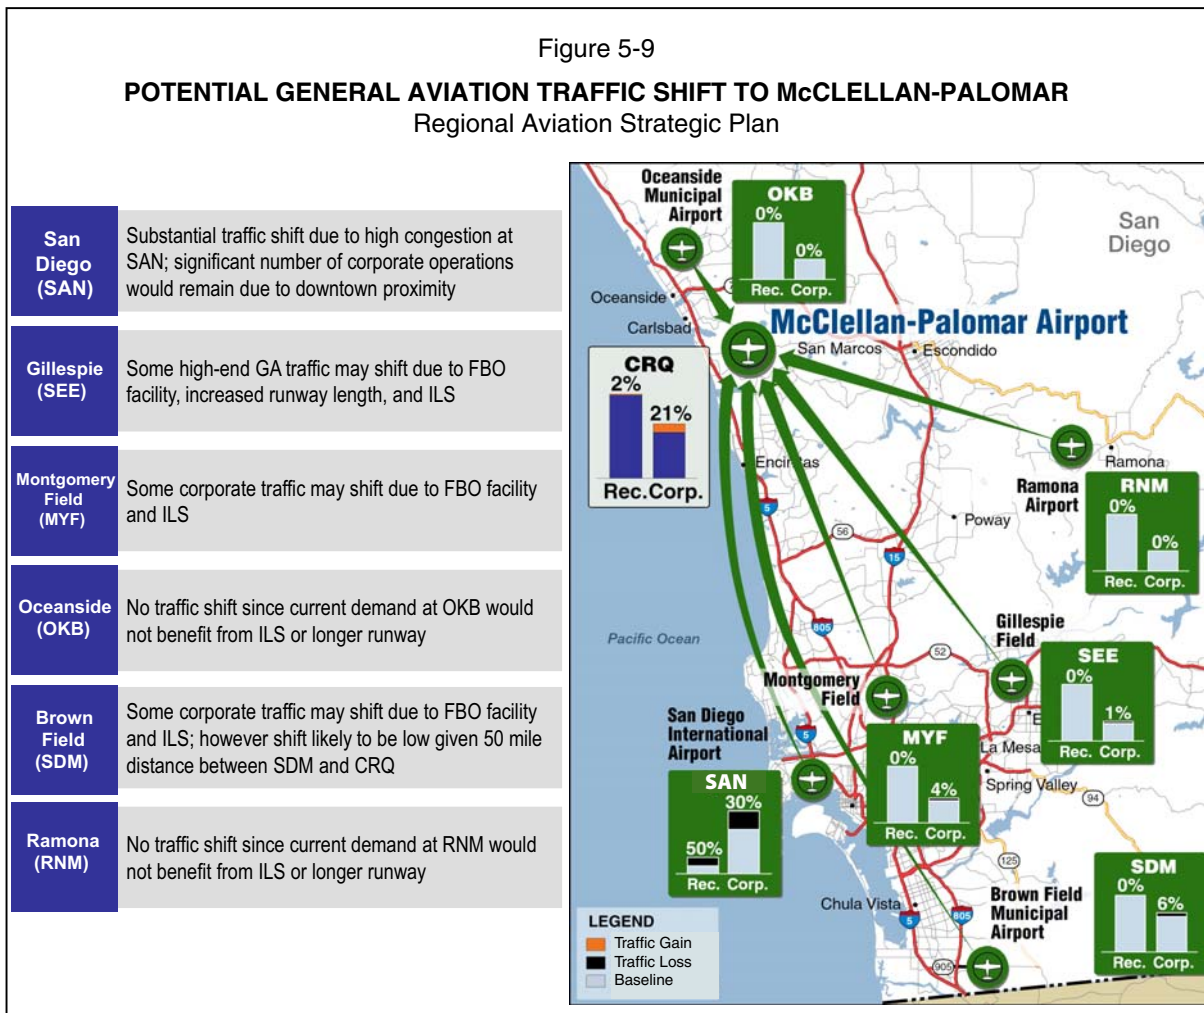 Figure 5-9
POTENTIAL GENERAL AVIATION TRAFFIC SHIFT TO McCLELLAN-PALOMAR
Regional Aviation Strategic Plan
San
Diego
(SAN)
Substantial traffic shift due to high congestion at
SAN; significant number of corporate operations
would remain due to downtown proximity
Gillespie
(SEE)
Some high-end GA traffic may shift due to FBO
facility, increased runway length, and ILS
Montgomery
Field
(MYF)
Some corporate traffic may shift due to FBO facility
and ILS
Oceanside
(OKB)
No traffic shift since current demand at OKB would
not benefit from ILS or longer runway
Brown
Field
(SDM)
Some corporate traffic may shift due to FBO facility
and ILS; however shift likely to be low given 50 mile
distance between SDM and CRQ
Ramona
(RNM)
No traffic shift since current demand at RNM would
not benefit from ILS or longer runway
Oceanside
Municipal
Airport
OKB
0%
0%
Rec. Corp.
San
Diego
Oceanside
Carlsbad
McClellan-Palomar Airport
San Marcos
Escondido
CRQ
2%
21%
Rec. Corp.
Encinitas
Ramona
Ramona
Airport
RNM
0%
0%
Rec. Corp.
5
56
15
Poway
Pacific Ocean
805
52
Gillespie
Field
SEE
0%
1%
Rec. Corp.
Montgomery
Field
San Diego
International
Airport
5
MYF
0%
4%
Rec. Corp.
La Mesa
Spring Valley
94
SAN
30%
50%
Rec. Corp.
125
Chula Vista
5
805
Brown Field
Municipal
Airport
905
SDM
0%
6%
Rec. Corp.
LEGEND
Traffic Gain
Traffic Loss
Baseline